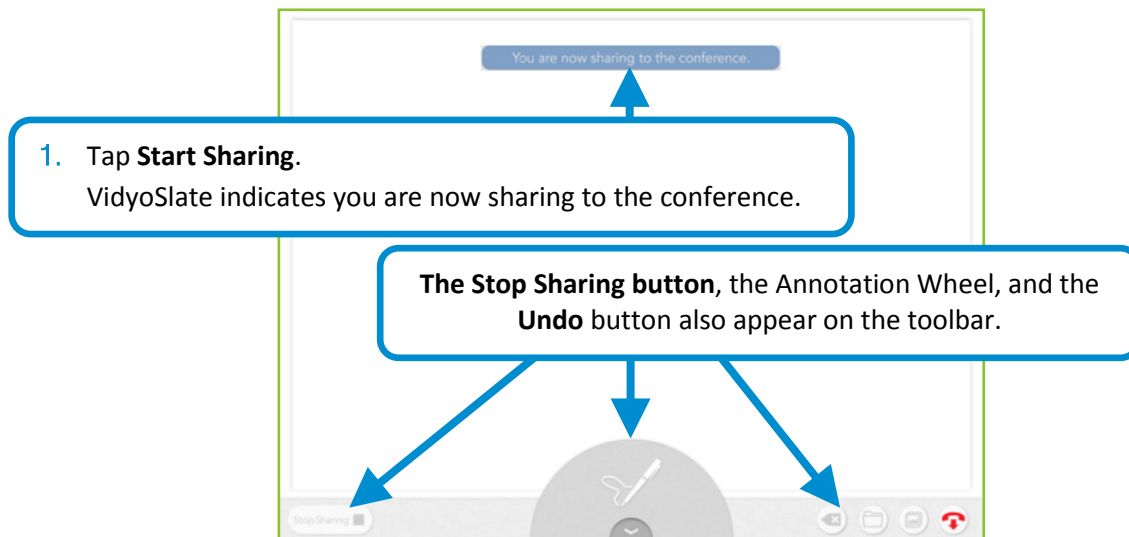 You are now sharing to the conference.
1. Tap Start Sharing.
VidyoSlate indicates you are now sharing to the conference.
The Stop Sharing button, the Annotation Wheel, and the
Undo button also appear on the toolbar.
Stop Sharing